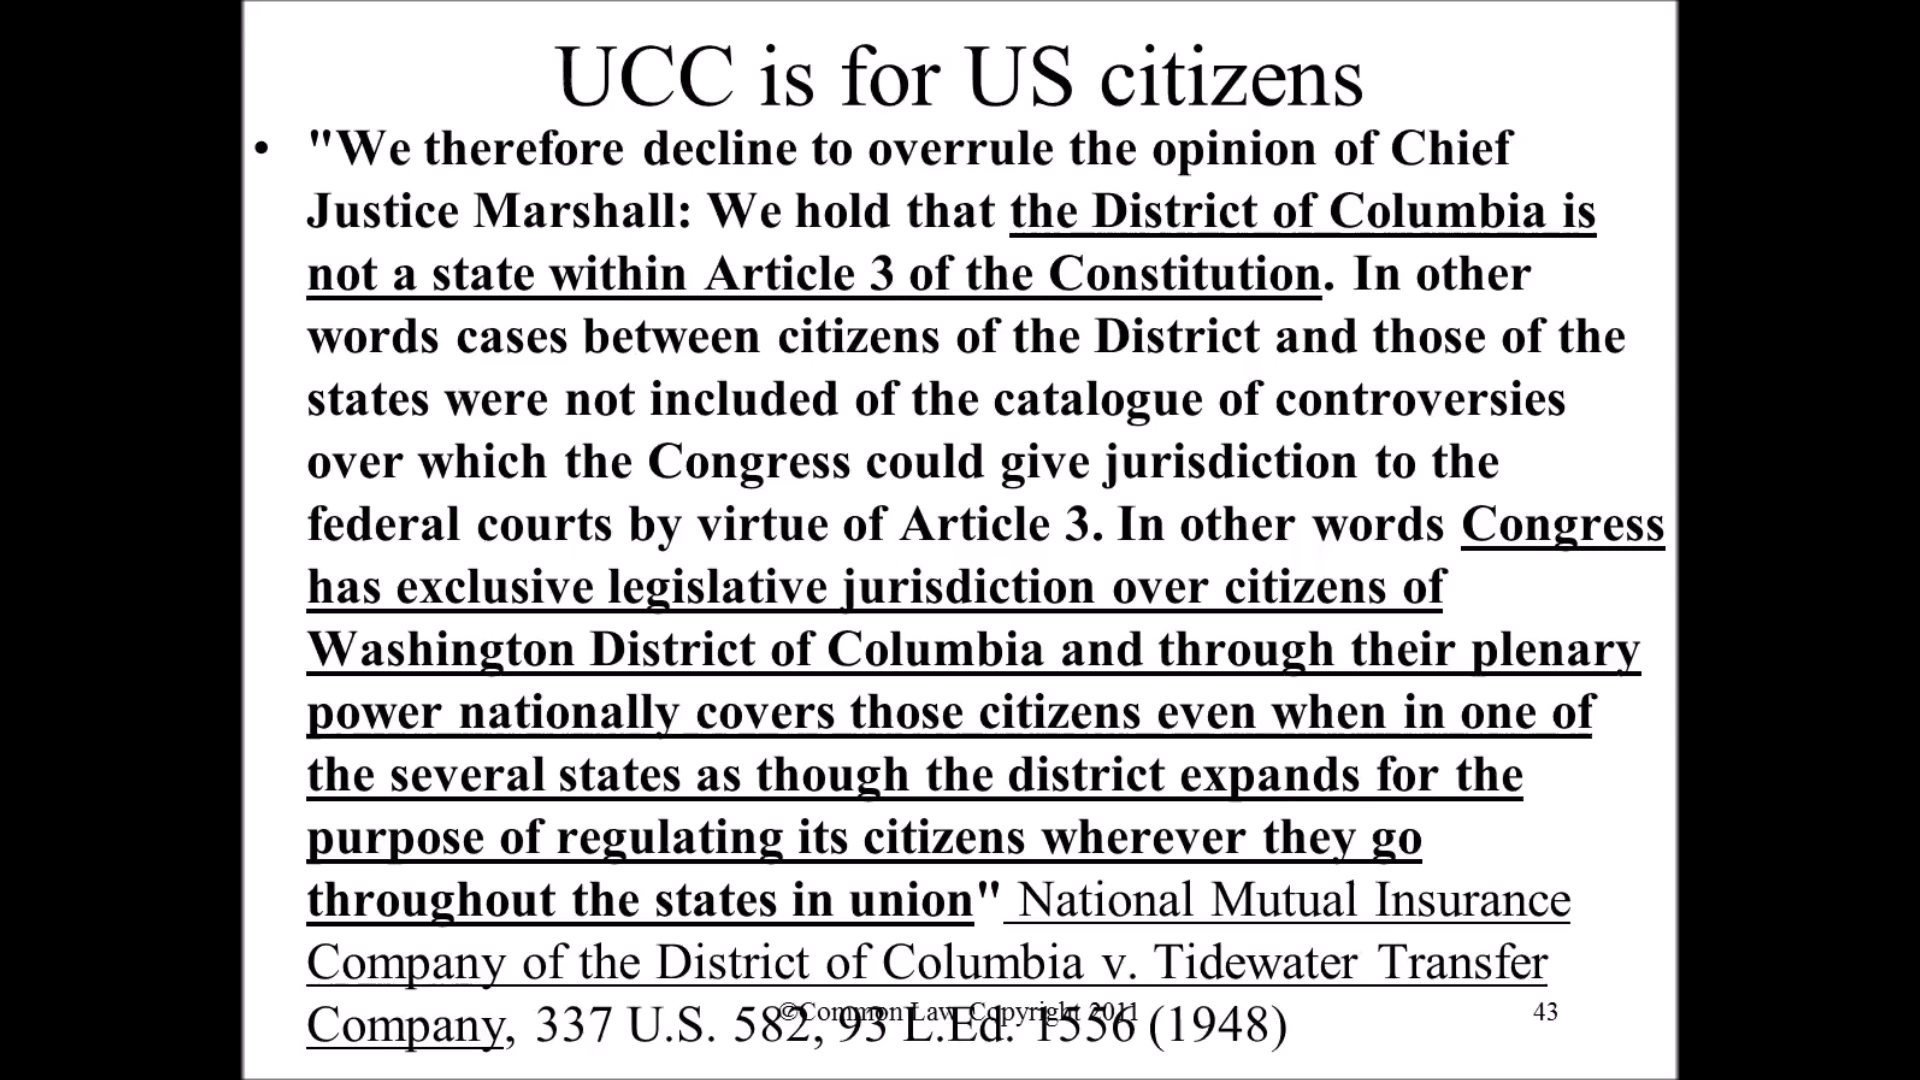 UCC is for US citizens
• "We therefore decline to overrule the opinion of Chief
Justice Marshall: We hold that the District of Columbia is
not a state within Article 3 of the Constitution. In other
words cases between citizens of the District and those of the
states were not included of the catalogue of controversies
over which the Congress could give jurisdiction to the
federal courts by virtue of Article 3. In other words Congress
has exclusive legislative jurisdiction over citizens of
Washington District of Columbia and through their plenary
power nationally covers those citizens even when in one of
the several states as though the district expands for the
purpose of regulating its citizens wherever they go
throughout the states in union" National Mutual Insurance
Company of the District of Columbia v. Tidewater Transfer
Company, 337 U.S. 582, 93 L.Ed. 1556 (1948)
©Common Law Copyright 2011
43